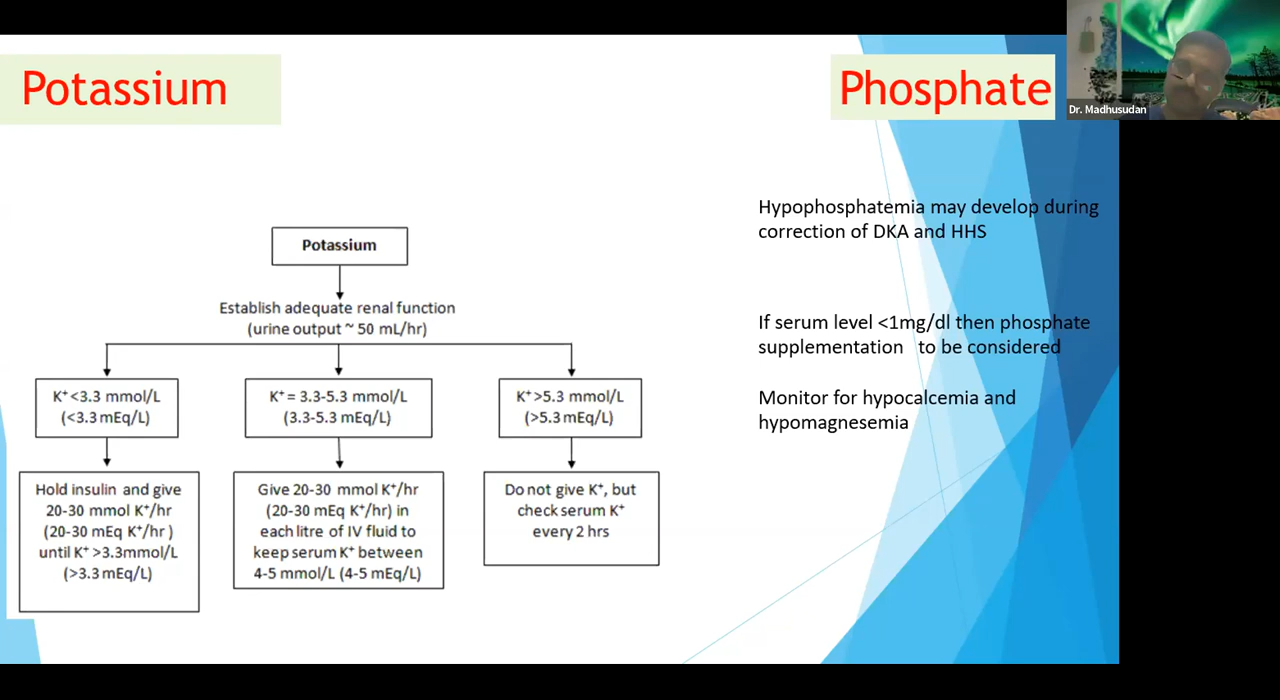 Potassium
Phosphate
Dr. Madhusudan
Potassium
Establish adequate renal function
(urine output ~ 50 mL/hr)
K⁺ <3.3 mmol/L
(<3.3 mEq/L)
Hold insulin and give
20-30 mmol K⁺/hr
(20-30 mEq K⁺/hr )
until K⁺ >3.3mmol/L
(>3.3 mEq/L)
K⁺ = 3.3-5.3 mmol/L
(3.3-5.3 mEq/L)
Give 20-30 mmol K⁺/hr
(20-30 mEq K⁺/hr) in
each litre of IV fluid to
keep serum K⁺ between
4-5 mmol/L (4-5 mEq/L)
K⁺ >5.3 mmol/L
(>5.3 mEq/L)
Do not give K⁺, but
check serum K⁺
every 2 hrs
Hypophosphatemia may develop during
correction of DKA and HHS
If serum level <1mg/dl then phosphate
supplementation to be considered
Monitor for hypocalcemia and
hypomagnesemia